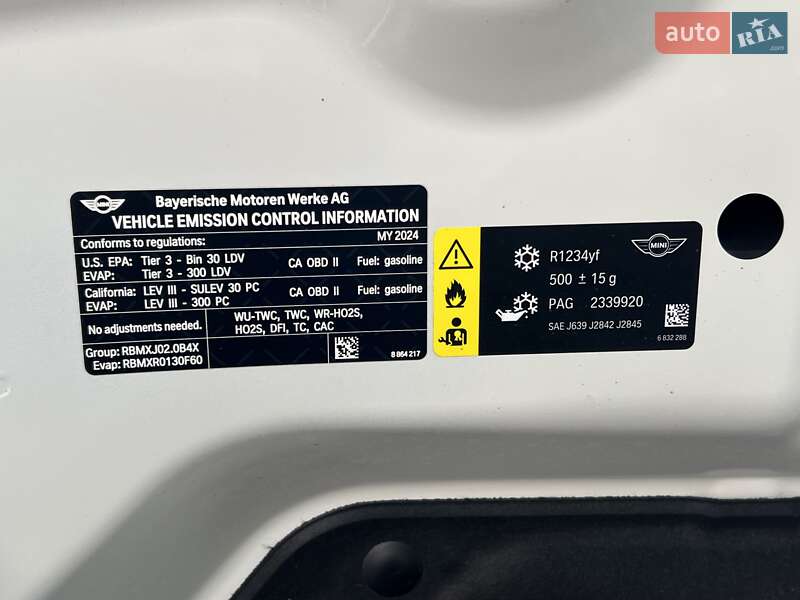 auto RIA
.com
MINI
Bayerische Motoren Werke AG
VEHICLE EMISSION CONTROL INFORMATION
Conforms to regulations: MY 2024
U.S. EPA: Tier 3 - Bin 30 LDV CA OBD II Fuel: gasoline
EVAP: Tier 3 - 300 LDV
California: LEV III - SULEV 30 PC CA OBD II Fuel: gasoline
EVAP: LEV III - 300 PC
No adjustments needed. WU-TWC, TWC, WR-HO2S,
HO2S, DFI, TC, CAC
Group: RBMXJ02.0B4X
Evap: RBMXR0130F60
8 864 217
MINI
R1234yf
500 ± 15 g
PAG 2339920
SAE J639 J2842 J2845
6 832 288